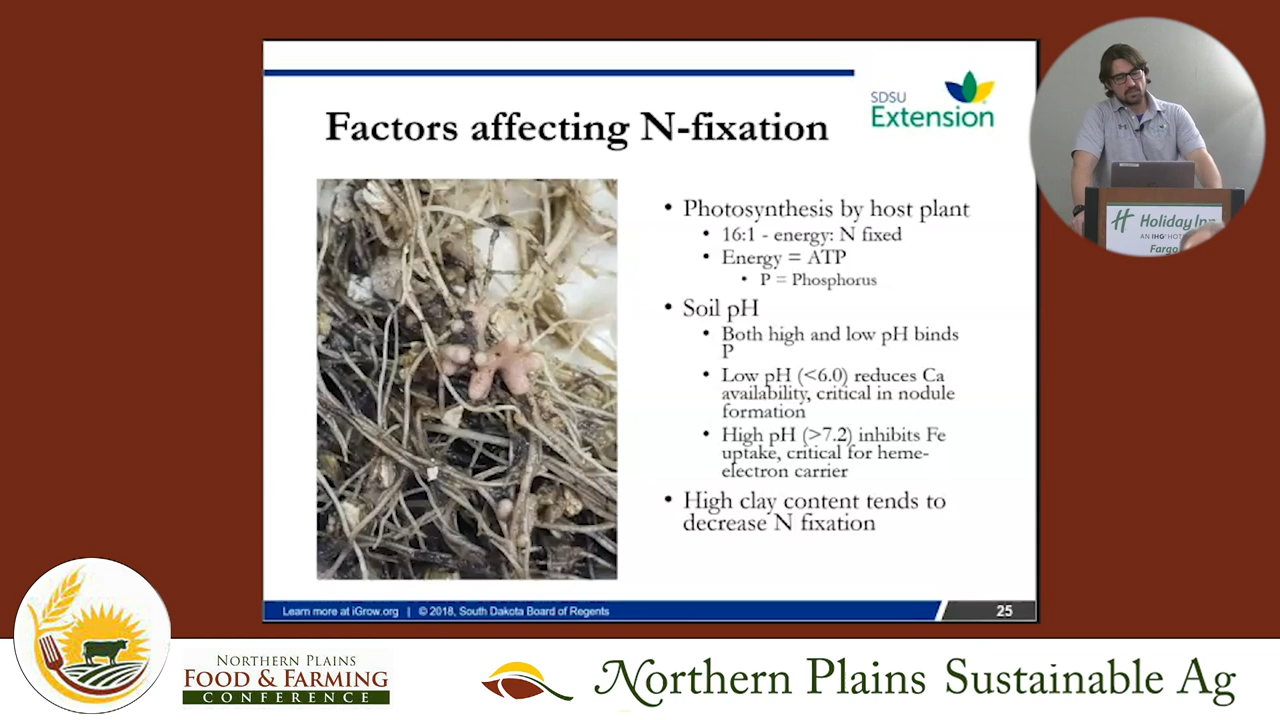 Factors affecting N-fixation
SDSU
Extension
• Photosynthesis by host plant
• 16:1 - energy: N fixed
• Energy = ATP
• P = Phosphorus
• Soil pH
• Both high and low pH binds
P
• Low pH (<6.0) reduces Ca
availability, critical in nodule
formation
• High pH (>7.2) inhibits Fe
uptake, critical for heme-
electron carrier
• High clay content tends to
decrease N fixation
Learn more at iGrow.org | © 2018, South Dakota Board of Regents
25
Holiday Inn
AN IHG HOT
Fargo
NORTHERN PLAINS
FOOD & FARMING
CONFERENCE
Northern Plains Sustainable Ag